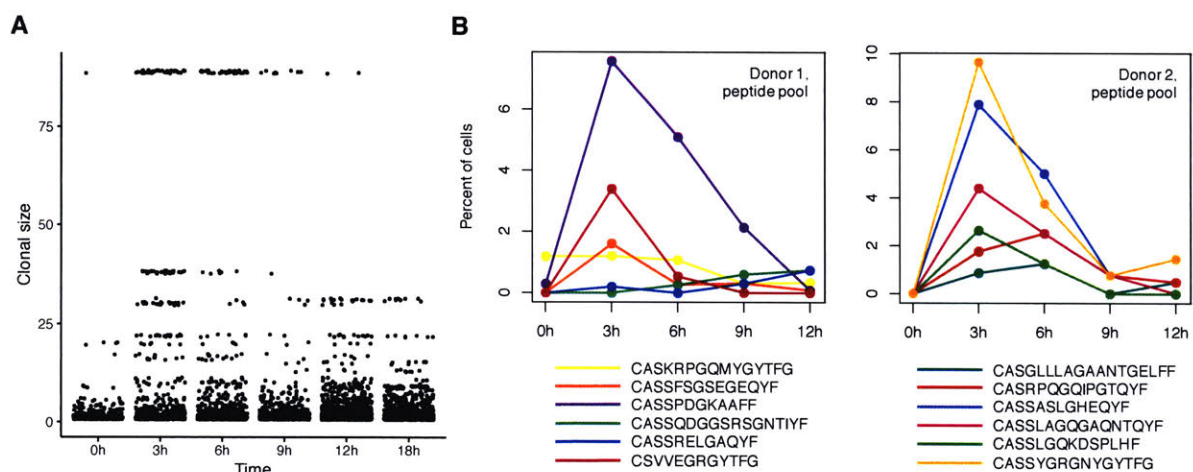 A
Clonal size
75
50
25
0
0h 3h 6h 9h 12h 18h
Time
B
Percent of cells
6
4
2
0
Donor 1,
peptide pool
0h 3h 6h 9h 12h
CASKRPGQMYGYTFG
CASSFSGSEGEQYF
CASSPDGKAAFF
CASSQDGGSRSGNTIYF
CASSRELGAQYF
CSVVEGRGYTFG
10
8
6
4
2
0
Donor 2,
peptide pool
0h 3h 6h 9h 12h
CASGLLLAGAANTGELFF
CASRPQGQIPGTQYF
CASSASLGHEQYF
CASSLAGQGAQNTQYF
CASSLGQKDSPLHF
CASSYGRGNYGYTFG